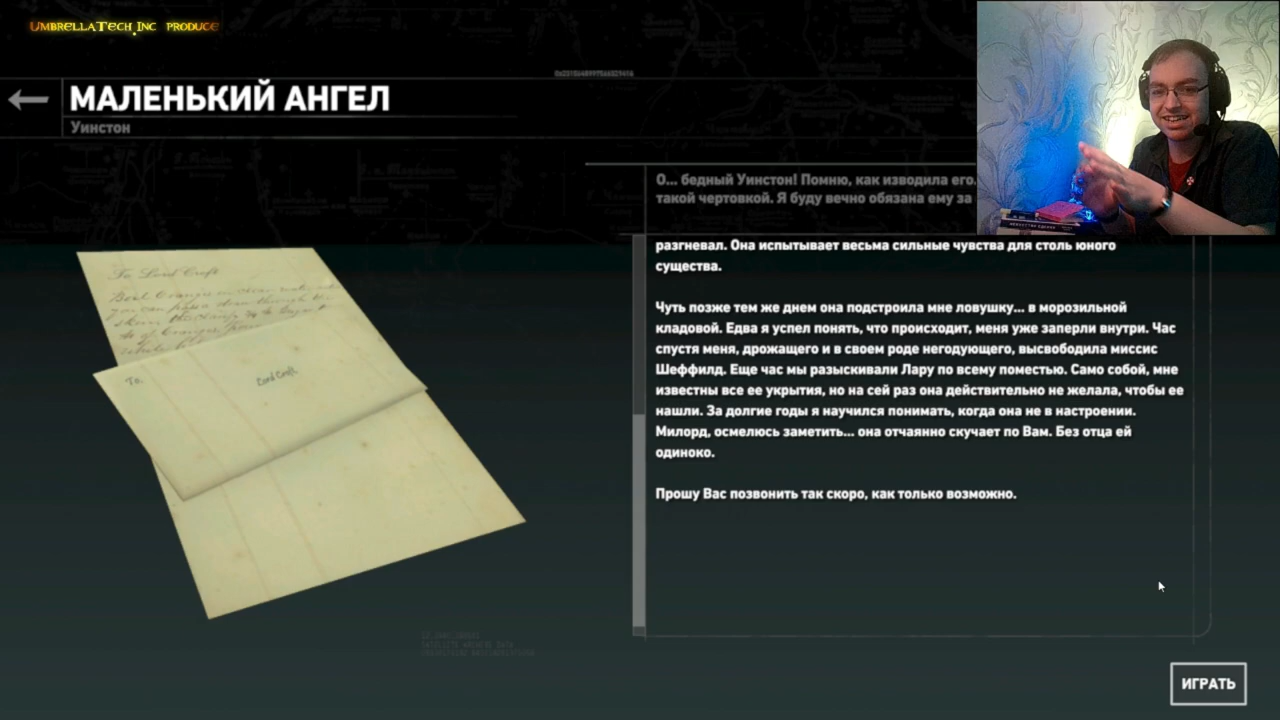 UmbrellaTech.Inc produce
МАЛЕНЬКИЙ АНГЕЛ
Уинстон
О... бедный Уинстон! Помню, как изводила его.
такой чертовкой. Я буду вечно обязана ему за
разгневал. Она испытывает весьма сильные чувства для столь юного
существа.
Чуть позже тем же днем она подстроила мне ловушку... в морозильной
кладовой. Едва я успел понять, что происходит, меня уже заперли внутри. Час
спустя меня, дрожащего и в своем роде негодующего, высвободила миссис
Шеффилд. Еще час мы разыскивали Лару по всему поместью. Само собой, мне
известны все ее укрытия, но на сей раз она действительно не желала, чтобы ее
нашли. За долгие годы я научился понимать, когда она не в настроении.
Милорд, осмелюсь заметить... она отчаянно скучает по Вам. Без отца ей
одиноко.
Прошу Вас позвонить так скоро, как только возможно.
To Lord Croft
To. Lord Croft
ИГРАТЬ